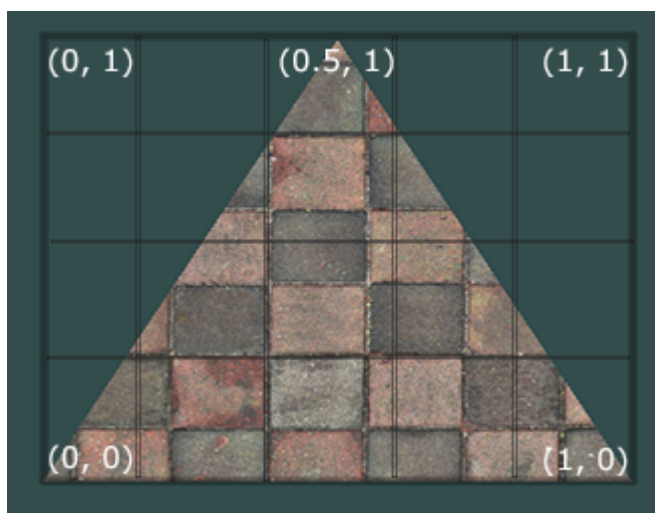 (0, 1) (0.5, 1) (1, 1)
(0, 0) (1, 0)